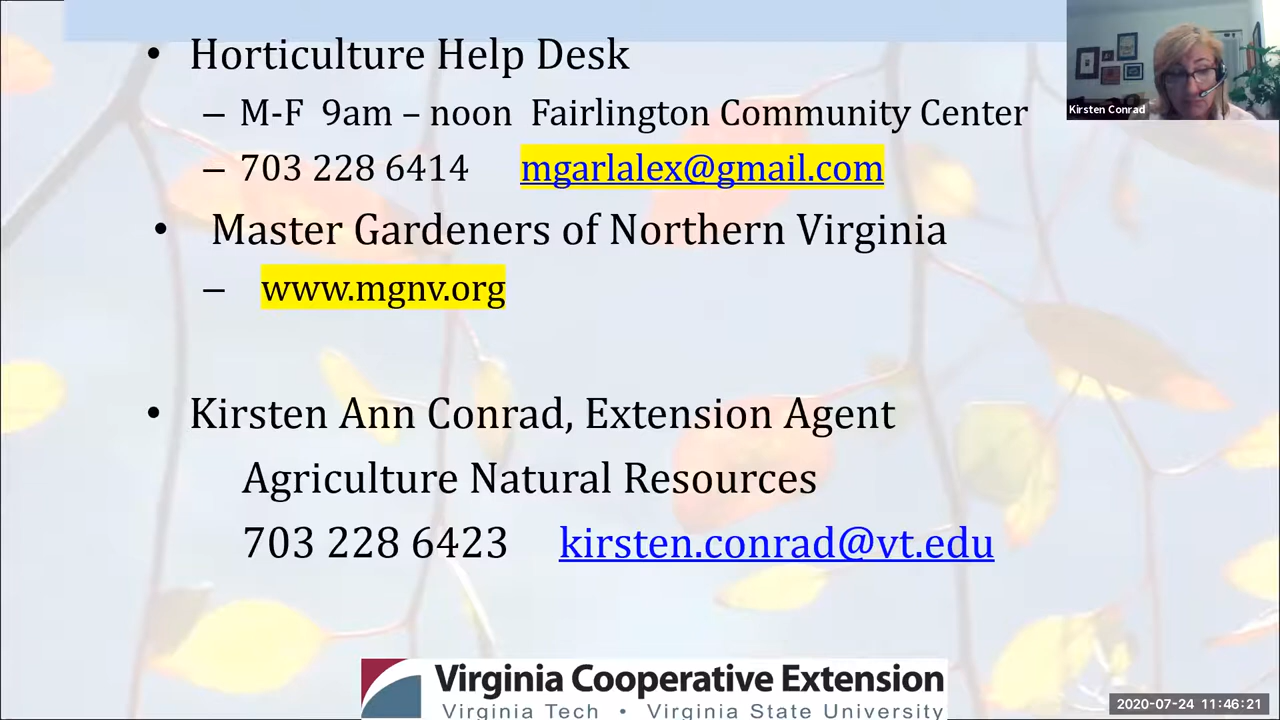 • Horticulture Help Desk
– M-F 9am – noon Fairlington Community Center
– 703 228 6414 mgarlalex@gmail.com
• Master Gardeners of Northern Virginia
– www.mgnv.org
• Kirsten Ann Conrad, Extension Agent
Agriculture Natural Resources
703 228 6423 kirsten.conrad@vt.edu
Virginia Cooperative Extension
Virginia Tech • Virginia State University
Kirsten Conrad
2020-07-24 11:46:21